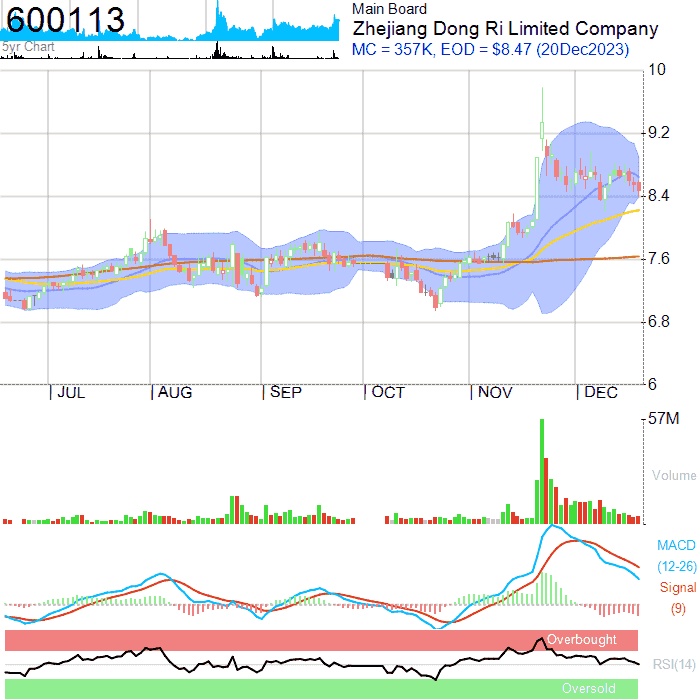 600113
5yr Chart
Main Board
Zhejiang Dong Ri Limited Company
MC = 357K, EOD = $8.47 (20Dec2023)
10
9.2
8.4
7.6
6.8
6
JUL
AUG
SEP
OCT
NOV
DEC
57M
Volume
MACD
(12-26)
Signal
(9)
Overbought
RSI(14)
Oversold